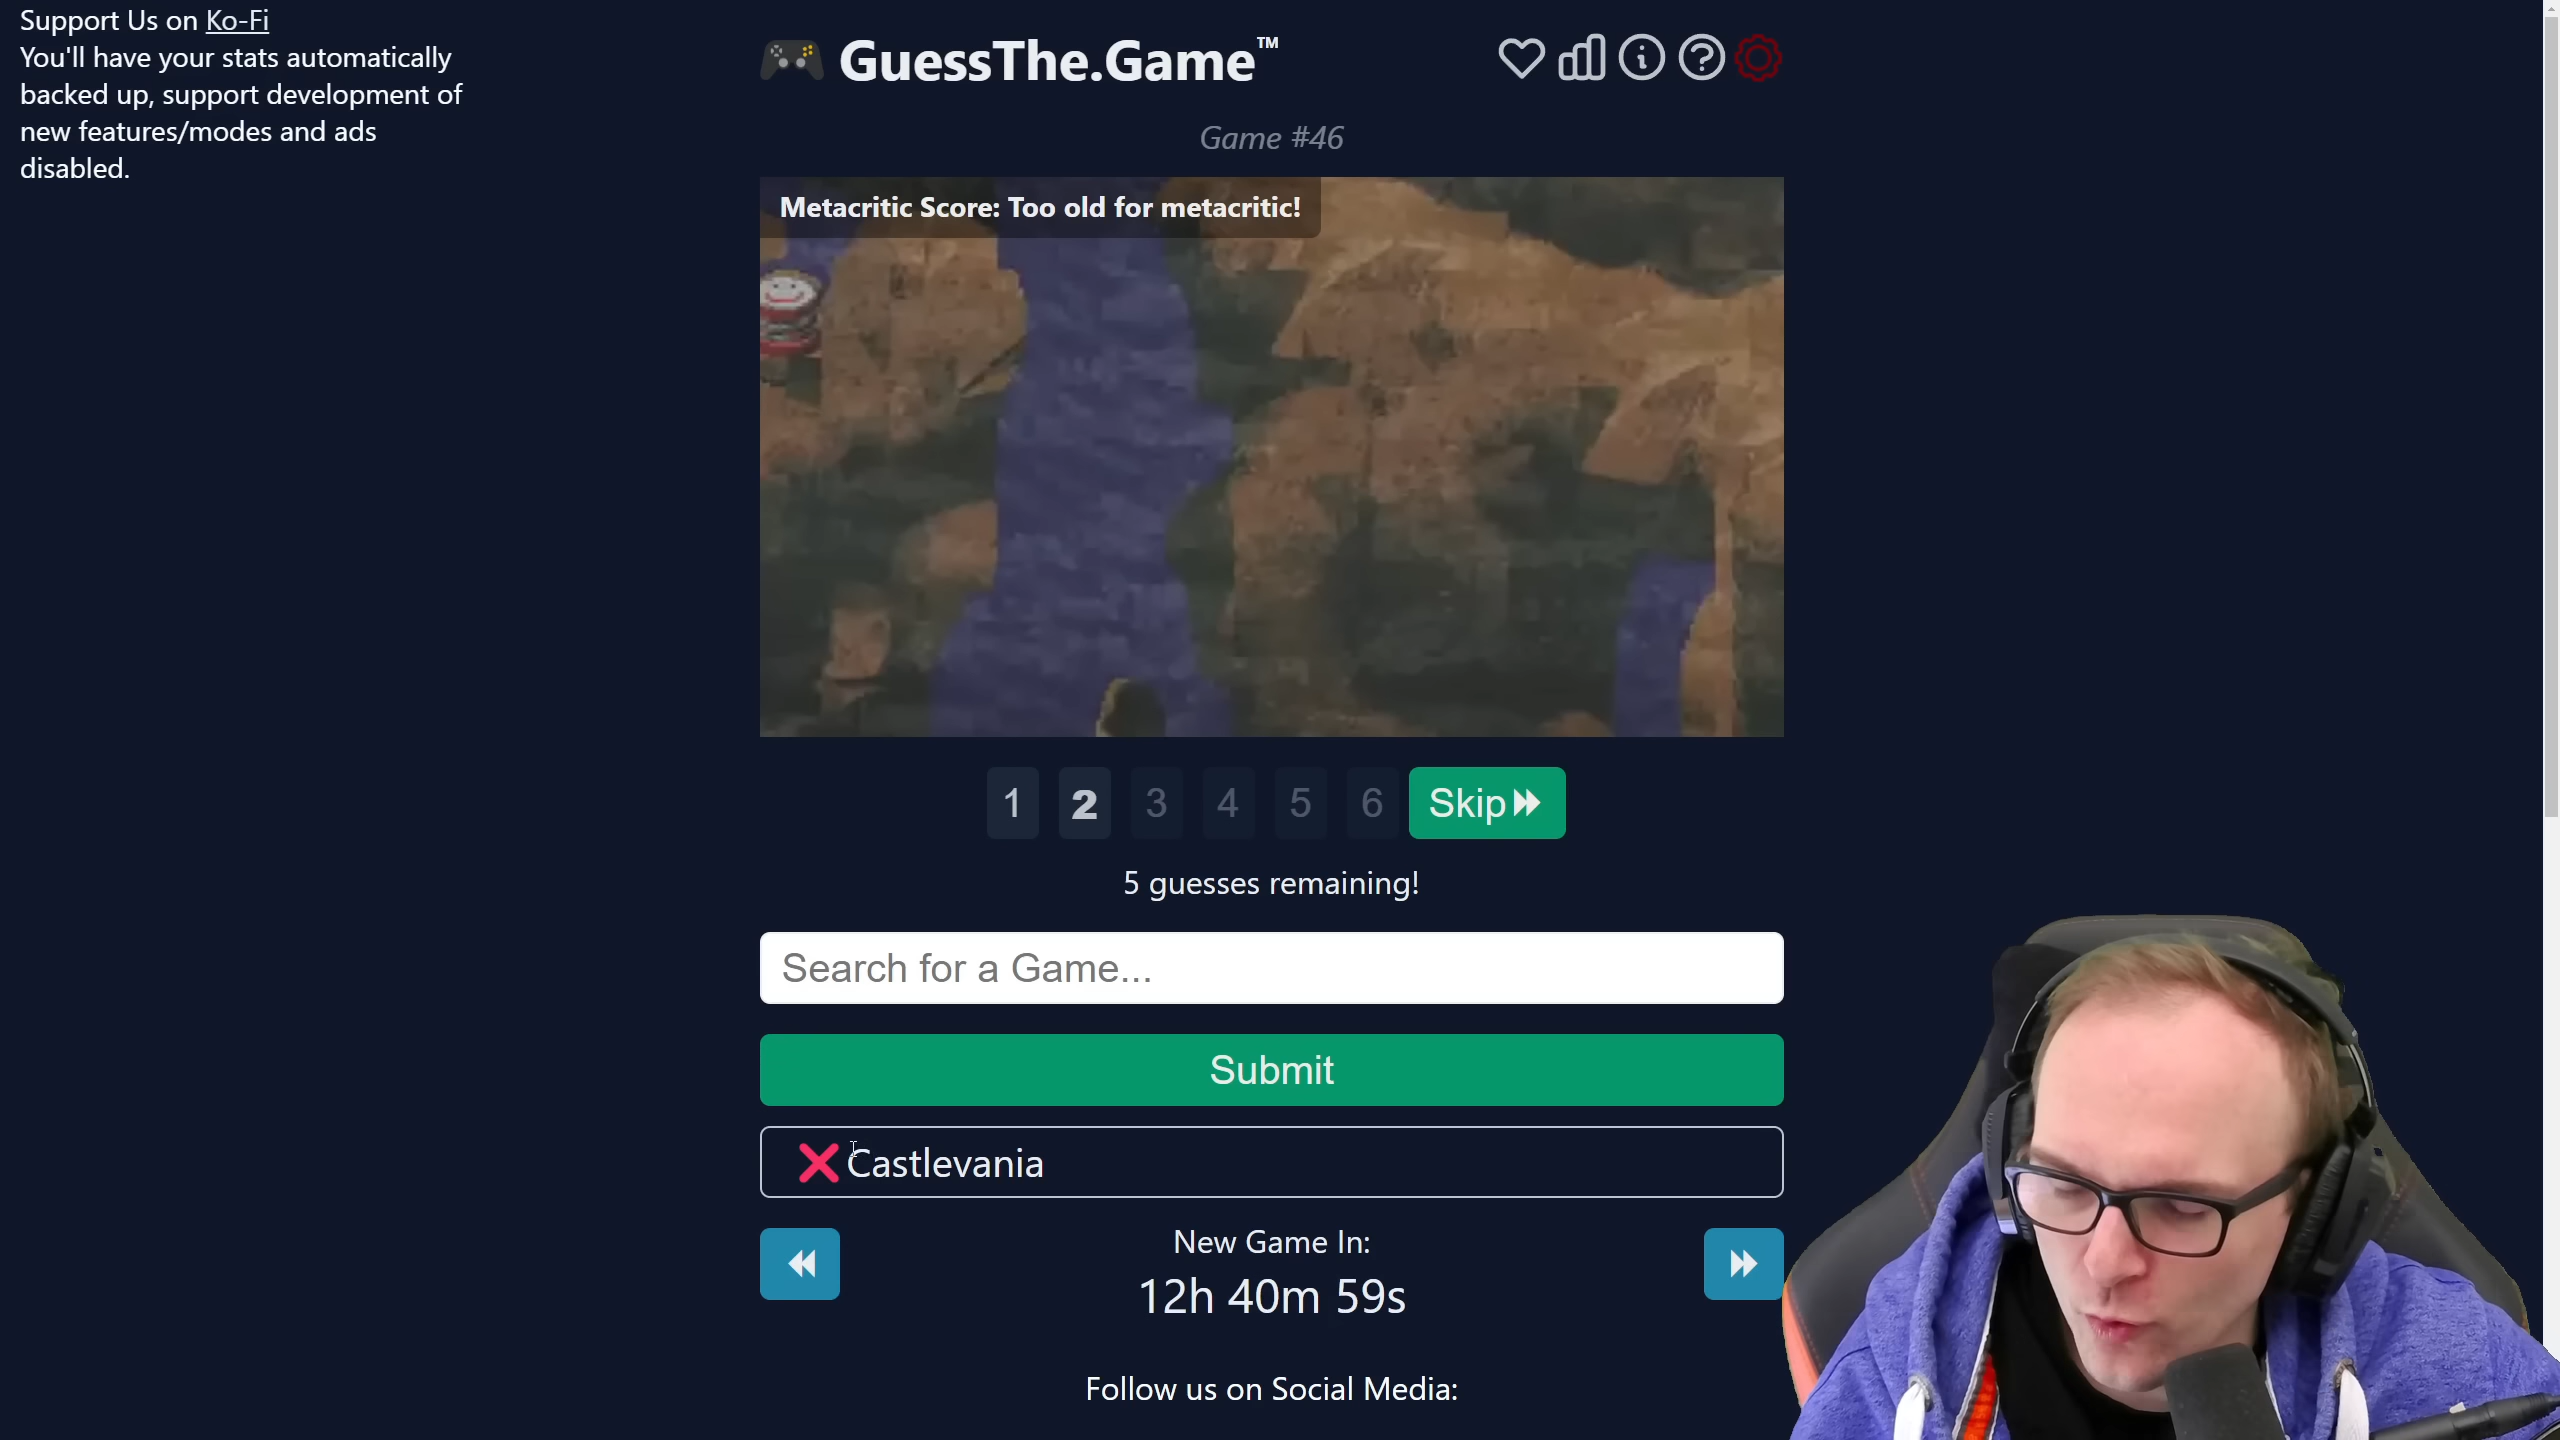 Support Us on Ko-Fi
You'll have your stats automatically
backed up, support development of
new features/modes and ads
disabled.
GuessThe.Game™
Game #46
Metacritic Score: Too old for metacritic!
1 2 3 4 5 6 Skip
5 guesses remaining!
Search for a Game...
Submit
Castlevania
New Game In:
12h 40m 59s
Follow us on Social Media: